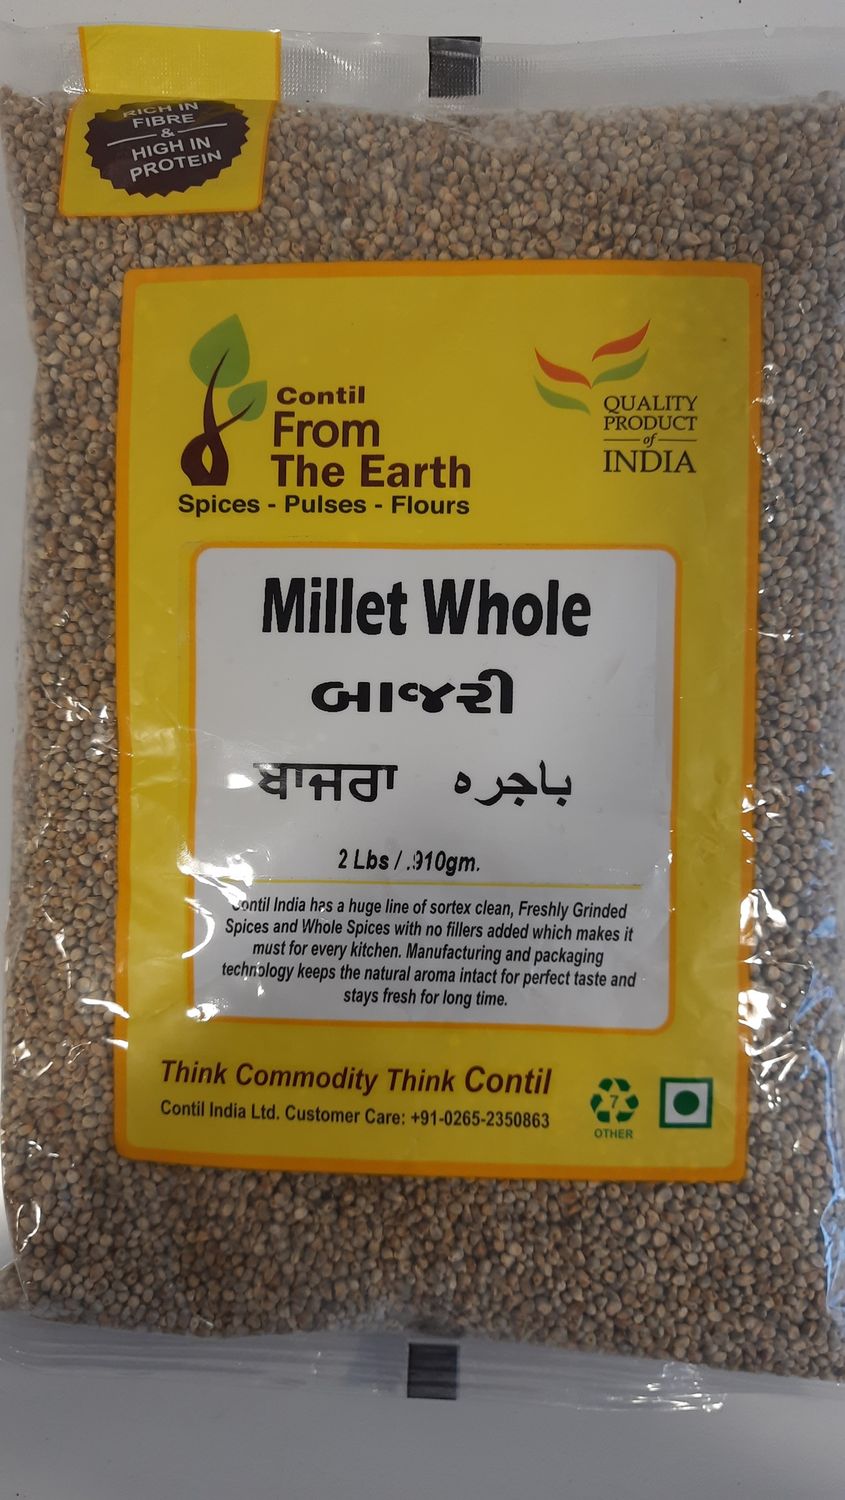 RICH IN
FIBRE
&
HIGH IN
PROTEIN
Contil
From
The Earth
Spices - Pulses - Flours
QUALITY
PRODUCT
of
INDIA
Millet Whole
બાજરી
ਬਾਜਰਾ باجره
2 Lbs / .910gm.
Contil India has a huge line of sortex clean, Freshly Grinded
Spices and Whole Spices with no fillers added which makes it
must for every kitchen. Manufacturing and packaging
technology keeps the natural aroma intact for perfect taste and
stays fresh for long time.
Think Commodity Think Contil
Contil India Ltd. Customer Care: +91-0265-2350863
7
OTHER